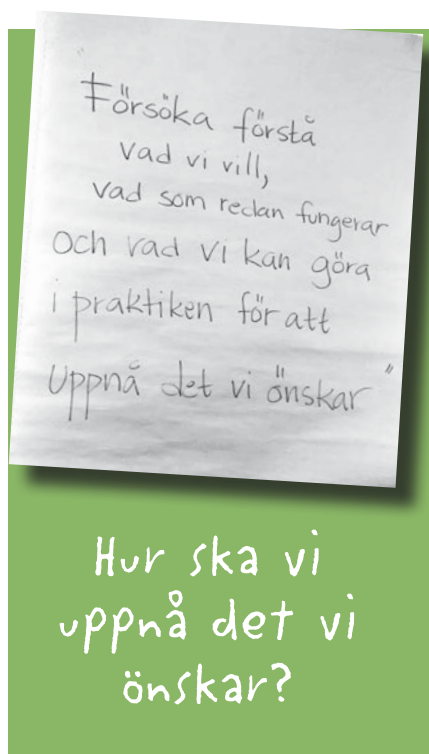 Försöka förstå
vad vi vill,
vad som redan fungerar
och vad vi kan göra
i praktiken för att
uppnå det vi önskar"
Hur ska vi
uppnå det vi
önskar?